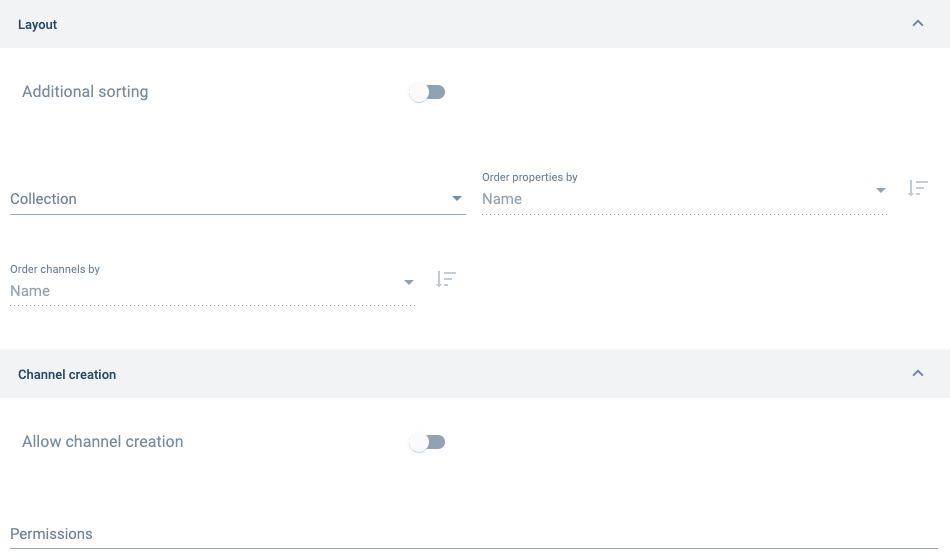 Layout
Additional sorting
Collection
Order properties by
Name
Order channels by
Name
Channel creation
Allow channel creation
Permissions